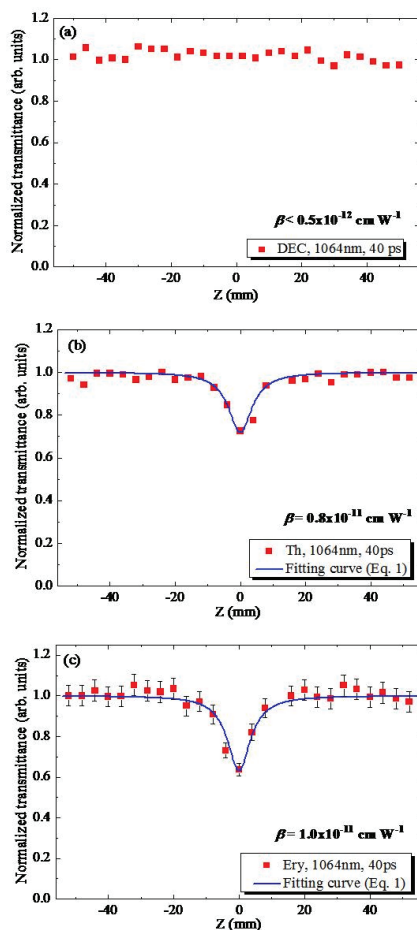 (a)
1.2
1.0
0.8
0.6
0.4
0.2
0.0
Normalized transmittance (arb. units)
β< 0.5x10⁻¹² cm W⁻¹
DEC, 1064nm, 40 ps
-40 -20 0 20 40
Z (mm)
(b)
1.2
1.0
0.8
0.6
0.4
0.2
0.0
Normalized transmittance (arb. units)
β= 0.8x10⁻¹¹ cm W⁻¹
Th, 1064nm, 40ps
Fitting curve (Eq. 1)
-40 -20 0 20 40
Z (mm)
(c)
1.2
1.0
0.8
0.6
0.4
0.2
0.0
Normalized transmittance (arb. units)
β= 1.0x10⁻¹¹ cm W⁻¹
Ery, 1064nm, 40ps
Fitting curve (Eq. 1)
-40 -20 0 20 40
Z (mm)